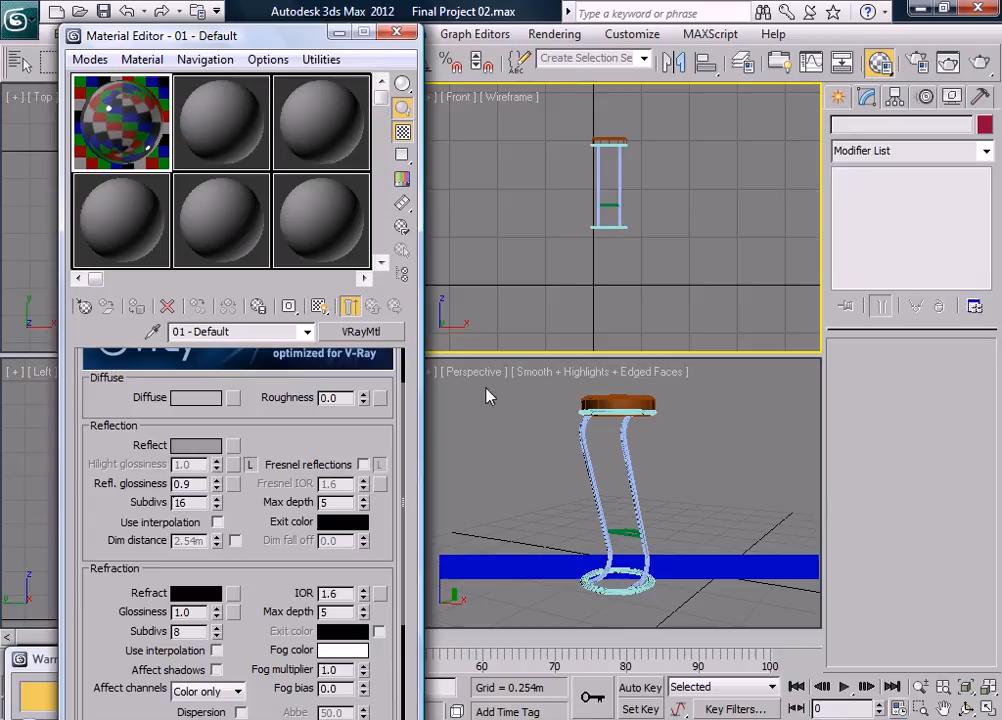 Autodesk 3ds Max 2012 Final Project 02.max
Type a keyword or phrase
Material Editor - 01 - Default
Graph Editors Rendering Customize MAXScript Help
Modes Material Navigation Options Utilities
Create Selection Se
[ + ] [ Top ]
[ Front ] [ Wireframe ]
Modifier List
01 - Default VRayMtl
optimized for V-Ray
[ + ] [ Left ]
[ Perspective ] [ Smooth + Highlights + Edged Faces ]
Diffuse
Diffuse Roughness 0.0
Reflection
Reflect
Hilight glossiness 1.0 L Fresnel reflections L
Refl. glossiness 0.9 Fresnel IOR 1.6
Subdivs 16 Max depth 5
Use interpolation Exit color
Dim distance 2.54m Dim fall off 0.0
Refraction
Refract IOR 1.6
Glossiness 1.0 Max depth 5
Subdivs 8 Exit color
Use interpolation Fog color
Affect shadows Fog multiplier 1.0
Affect channels Color only Fog bias 0.0
Dispersion Abbe 50.0
60 70 80 90 100
Grid = 0.254m Auto Key Selected
Add Time Tag Set Key Key Filters... 0